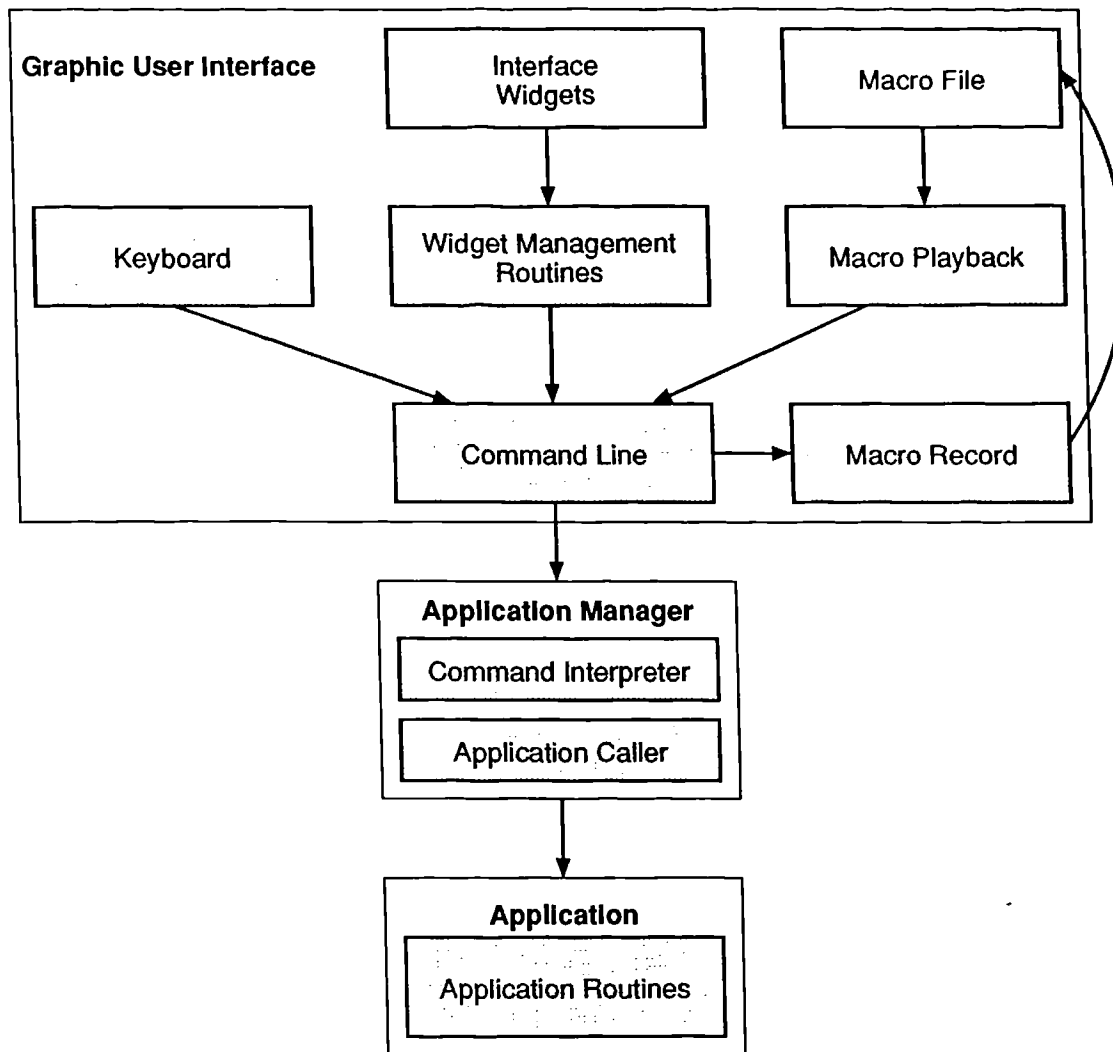 Graphic User Interface
Interface
Widgets
Macro File
Keyboard
Widget Management
Routines
Macro Playback
Command Line
Macro Record
Application Manager
Command Interpreter
Application Caller
Application
Application Routines